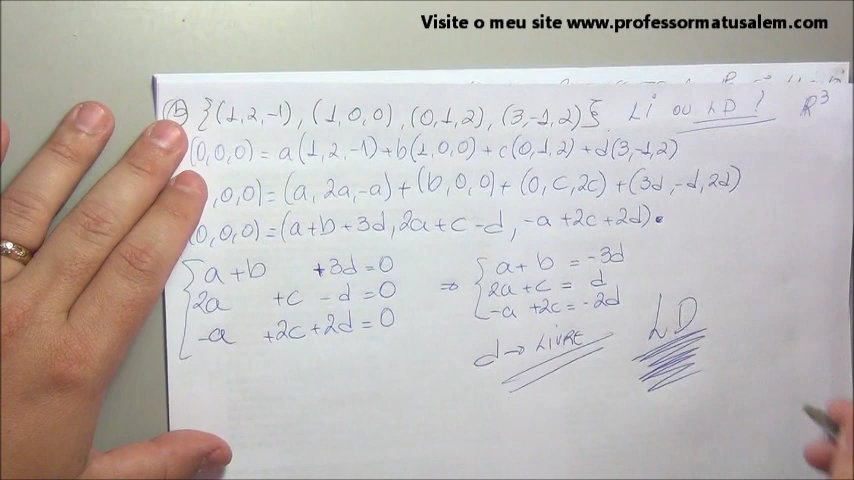 Visite o meu site www.professormatusalem.com
b) {(1,2,-1), (1,0,0), (0,1,2), (3,-1,2)} LI ou LD? R³
(0,0,0) = a(1,2,-1)+b(1,0,0)+c(0,1,2)+d(3,-1,2)
,0,0) = (a, 2a,-a)+(b,0,0)+(0,c,2c)+(3d,-d,2d)
(0,0,0) = (a+b+3d, 2a+c-d, -a+2c+2d).
a+b +3d=0 ⇒ a+b = -3d
2a +c -d=0 2a+c = d
-a +2c+2d=0 -a +2c=-2d
d→LIVRE LD